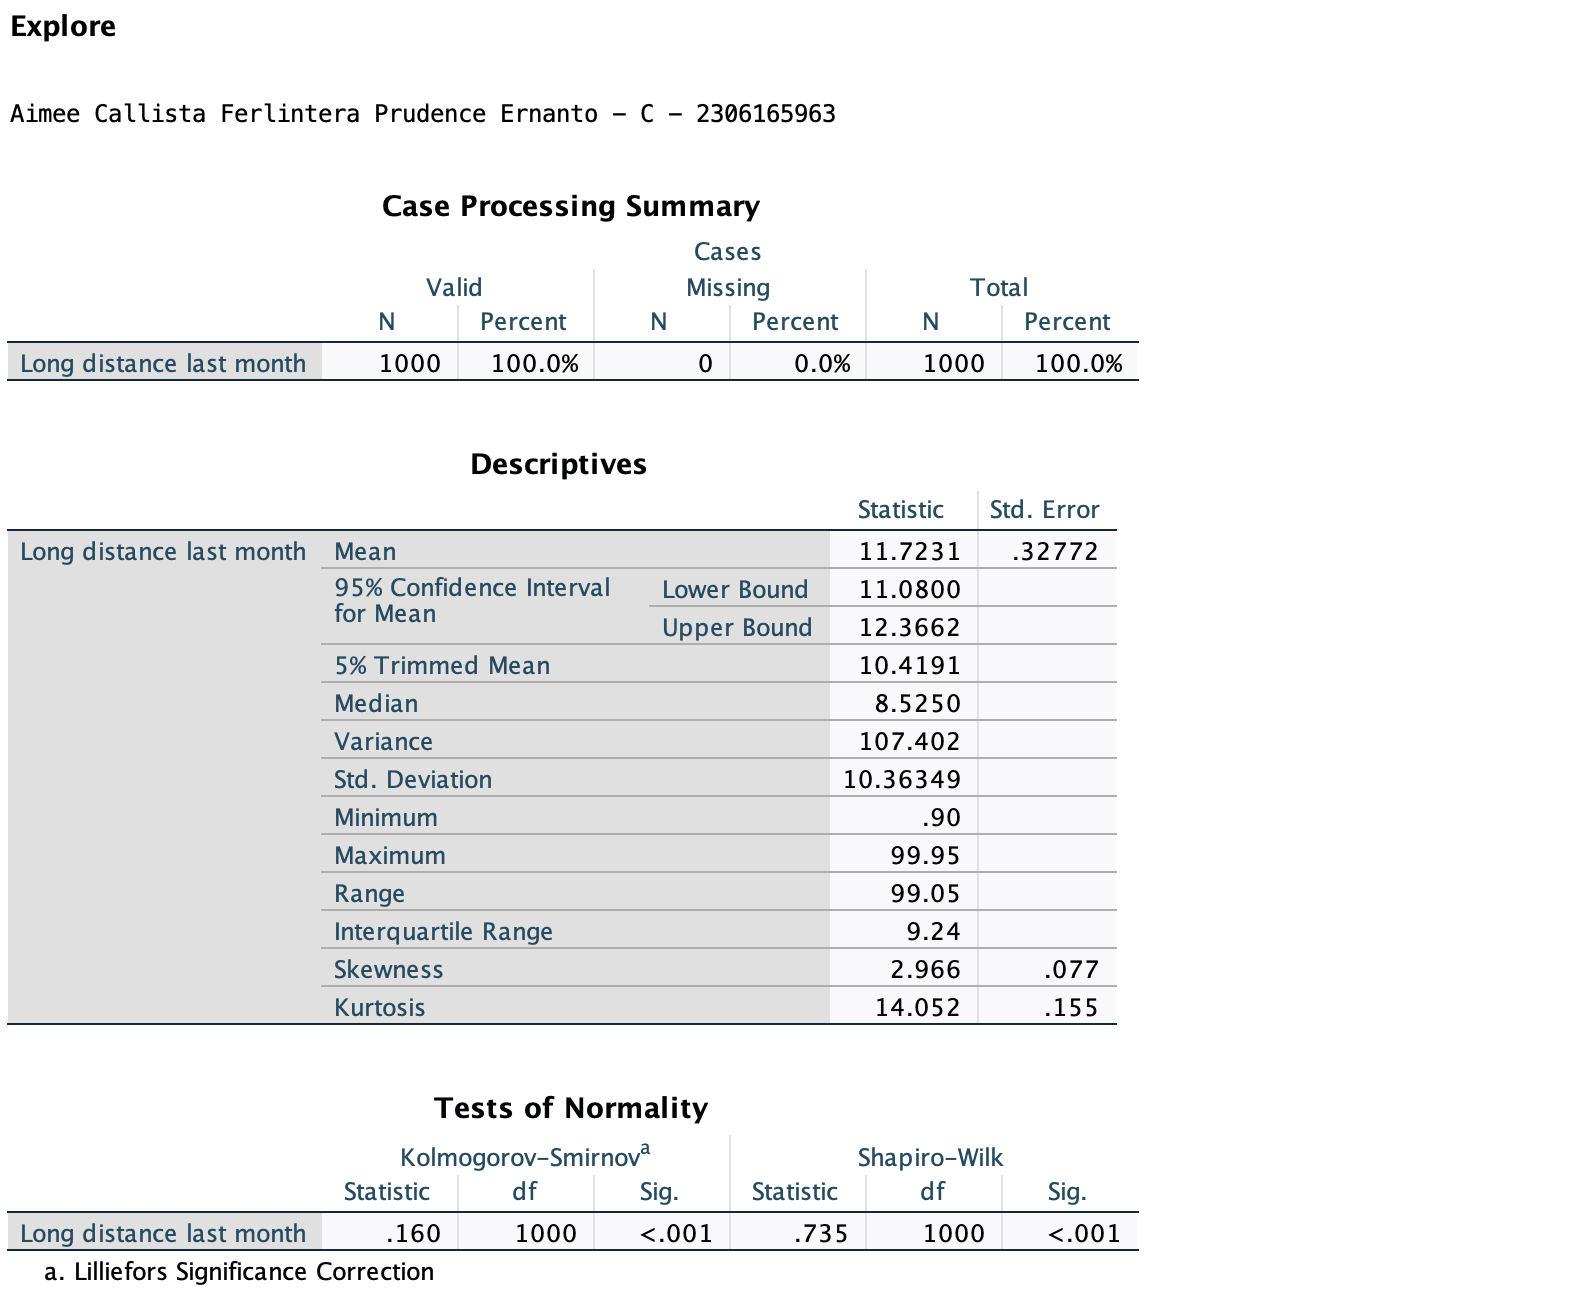 Explore
Aimee Callista Ferlintera Prudence Ernanto – C – 2306165963
Case Processing Summary
Cases
Valid Missing Total
N Percent N Percent N Percent
Long distance last month 1000 100.0% 0 0.0% 1000 100.0%
Descriptives
Statistic Std. Error
Long distance last month Mean 11.7231 .32772
95% Confidence Interval for Mean Lower Bound 11.0800
Upper Bound 12.3662
5% Trimmed Mean 10.4191
Median 8.5250
Variance 107.402
Std. Deviation 10.36349
Minimum .90
Maximum 99.95
Range 99.05
Interquartile Range 9.24
Skewness 2.966 .077
Kurtosis 14.052 .155
Tests of Normality
Kolmogorov-Smirnovᵃ Shapiro-Wilk
Statistic df Sig. Statistic df Sig.
Long distance last month .160 1000 <.001 .735 1000 <.001
a. Lilliefors Significance Correction